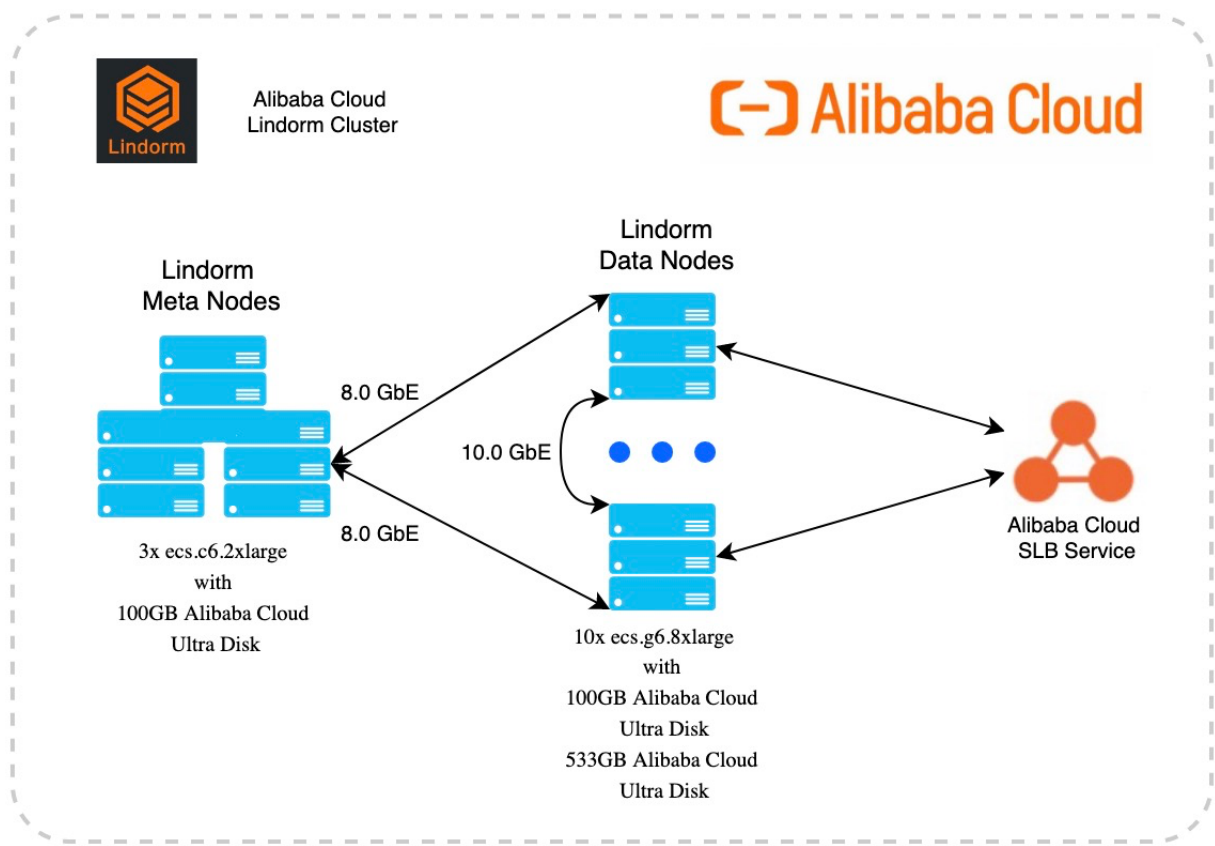 Lindorm
Alibaba Cloud
Lindorm Cluster
Alibaba Cloud
Lindorm
Data Nodes
Lindorm
Meta Nodes
8.0 GbE
10.0 GbE
8.0 GbE
Alibaba Cloud
SLB Service
3x ecs.c6.2xlarge
with
100GB Alibaba Cloud
Ultra Disk
10x ecs.g6.8xlarge
with
100GB Alibaba Cloud
Ultra Disk
533GB Alibaba Cloud
Ultra Disk